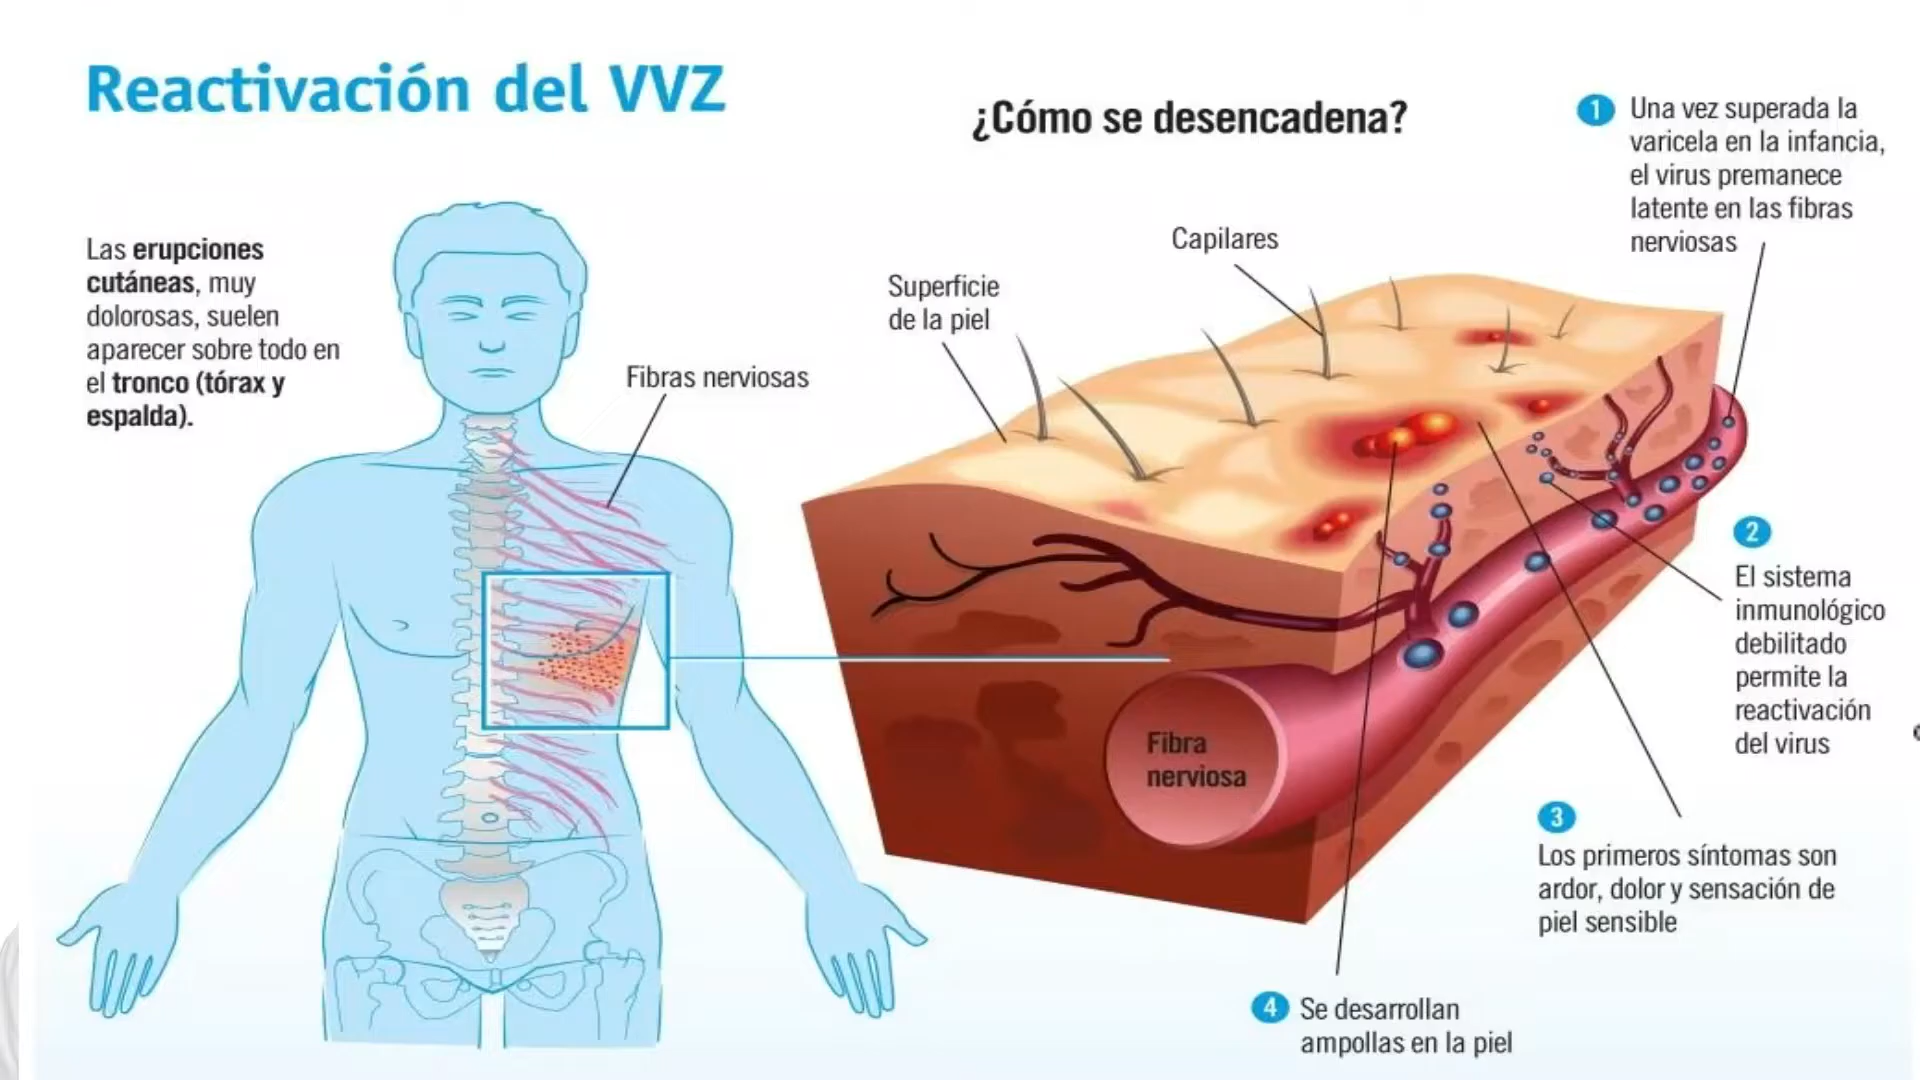 Reactivación del VVZ
Las erupciones
cutáneas, muy
dolorosas, suelen
aparecer sobre todo en
el tronco (tórax y
espalda).
Fibras nerviosas
¿Cómo se desencadena?
Superficie
de la piel
Capilares
1 Una vez superada la
varicela en la infancia,
el virus premanece
latente en las fibras
nerviosas
2
El sistema
inmunológico
debilitado
permite la
reactivación
del virus
Fibra
nerviosa
3
Los primeros síntomas son
ardor, dolor y sensación de
piel sensible
4 Se desarrollan
ampollas en la piel